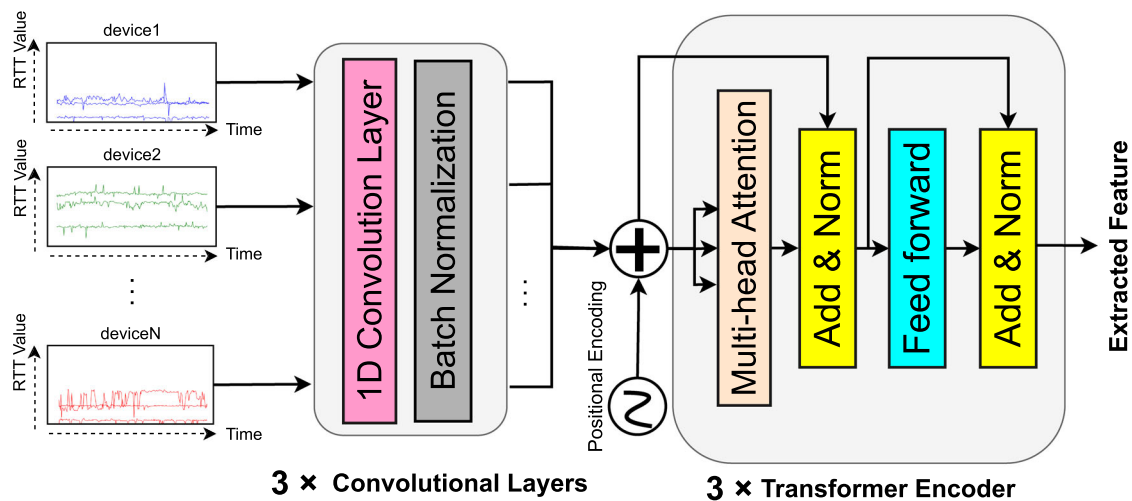 device1
RTT Value
Time
device2
RTT Value
Time
...
deviceN
RTT Value
Time
1D Convolution Layer
Batch Normalization
...
3 × Convolutional Layers
Positional Encoding
Multi-head Attention
Add & Norm
Feed forward
Add & Norm
3 × Transformer Encoder
Extracted Feature